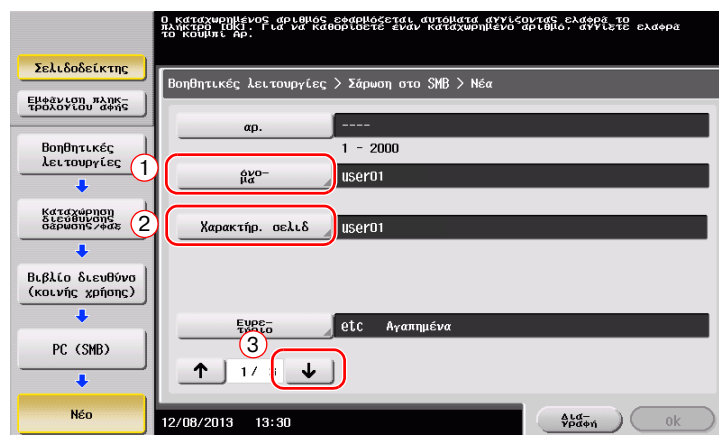 Ο καταχωρημένος αριθμός εφαρμόζεται αυτόματα αγγίζοντας ελαφρά το
πλήκτρο [OK]. Για να καθορίσετε έναν καταχωρημένο αριθμό, αγγίξτε ελαφρά
το κουμπί Αρ.
Σελιδοδείκτης
Εμφάνιση πληκ-
τρολογίου αφής
Βοηθητικές λειτουργίες > Σάρωση στο SMB > Νέα
αρ.
----
1 - 2000
Βοηθητικές
λειτουργίες
1
όνο-
μα
user01
Καταχώρηση
διεύθυνσης
σάρωσης/φαξ
2
Χαρακτήρ. σελιδ
user01
Βιβλίο διευθύνσ
(κοινής χρήσης)
Ευρε-
τήριο
etc Αγαπημένα
3
PC (SMB)
↑ 1/ ↓
Νέο
12/08/2013 13:30
Δια-
γραφή
ok